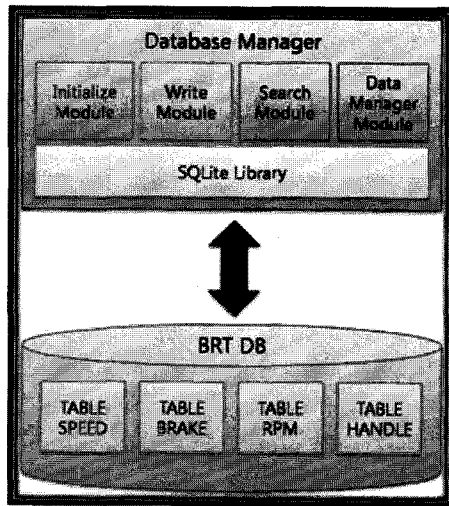 Database Manager
Initialize
Module
Write
Module
Search
Module
Data
Manager
Module
SQLite Library
BRT DB
TABLE
SPEED
TABLE
BRAKE
TABLE
RPM
TABLE
HANDLE